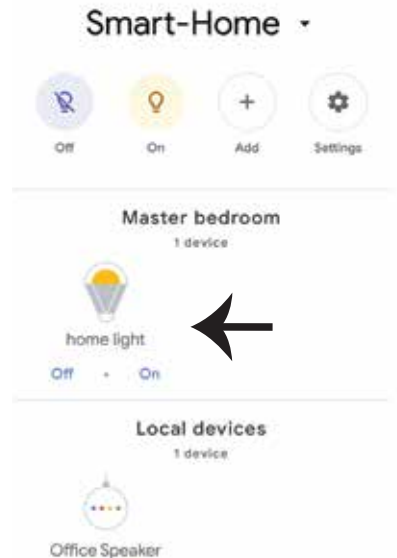 Smart-Home
Off On Add Settings
Master bedroom
1 device
home light
Off • On
Local devices
1 device
Office Speaker